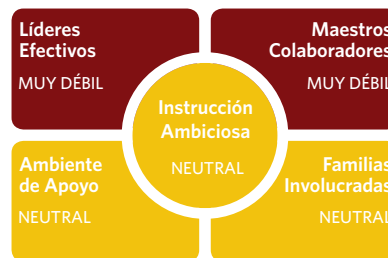 Líderes
Efectivos
MUY DÉBIL
Maestros
Colaboradores
MUY DÉBIL
Instrucción
Ambiciosa
NEUTRAL
Ambiente
de Apoyo
NEUTRAL
Familias
Involucradas
NEUTRAL